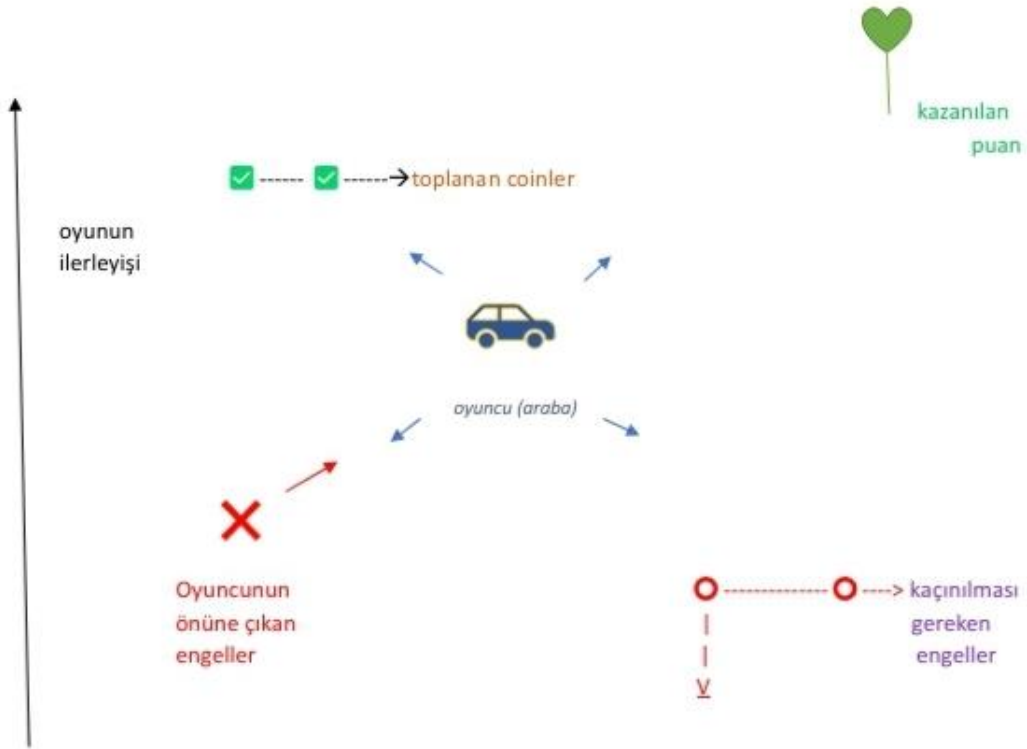 kazanılan
puan
toplanan coinler
oyunun
ilerleyişi
oyuncu (araba)
Oyuncunun
önüne çıkan
engeller
kaçınılması
gereken
engeller
V